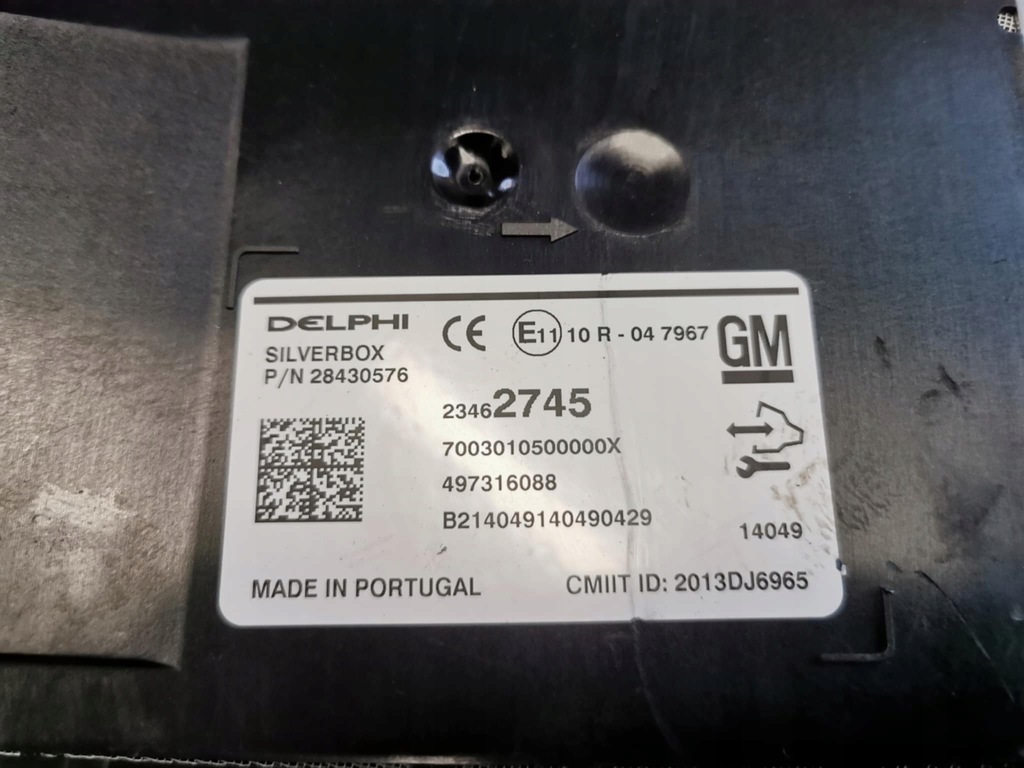 DELPHI
SILVERBOX
P/N 28430576
CE E11 10 R - 04 7967
GM
23462745
7003010500000X
497316088
B214049140490429
14049
MADE IN PORTUGAL
CMIIT ID: 2013DJ6965